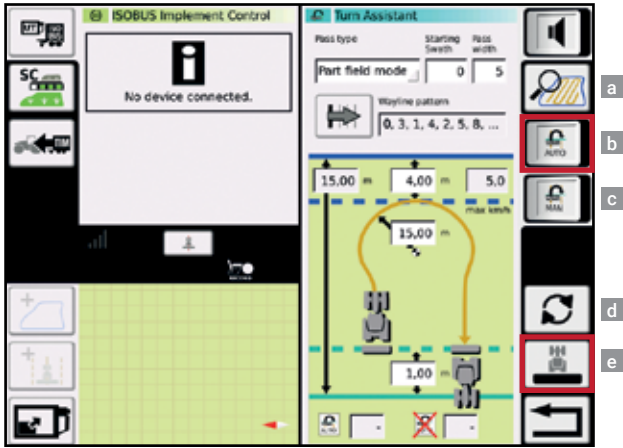 ISOBUS Implement Control
No device connected.
SC
Turn Assistant
Pass type
Starting Swath
Pass width
Part field mode
0
5
Wayline pattern
0, 3, 1, 4, 2, 5, 8, ...
15,00 m
4,00 m
5,0
max km/h
15,00 m
1,00 m
-
-
AUTO
MAN
a
b
c
d
e